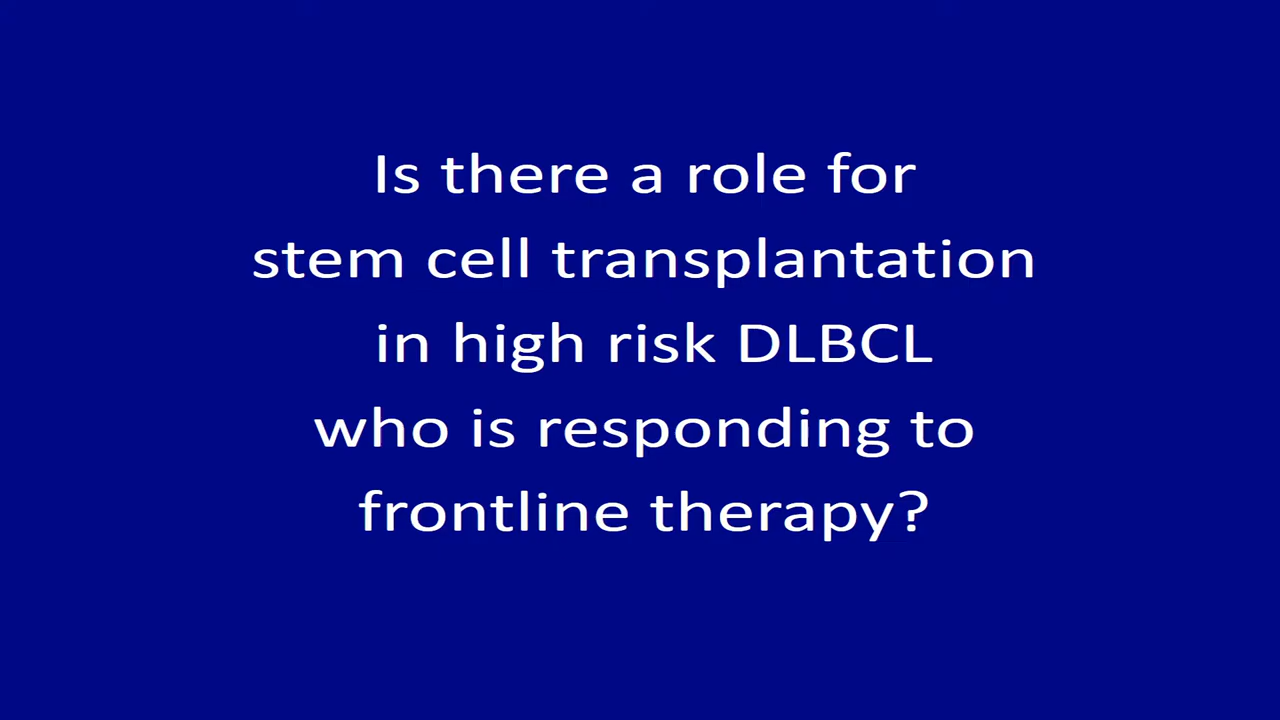 Is there a role for
stem cell transplantation
in high risk DLBCL
who is responding to
frontline therapy?